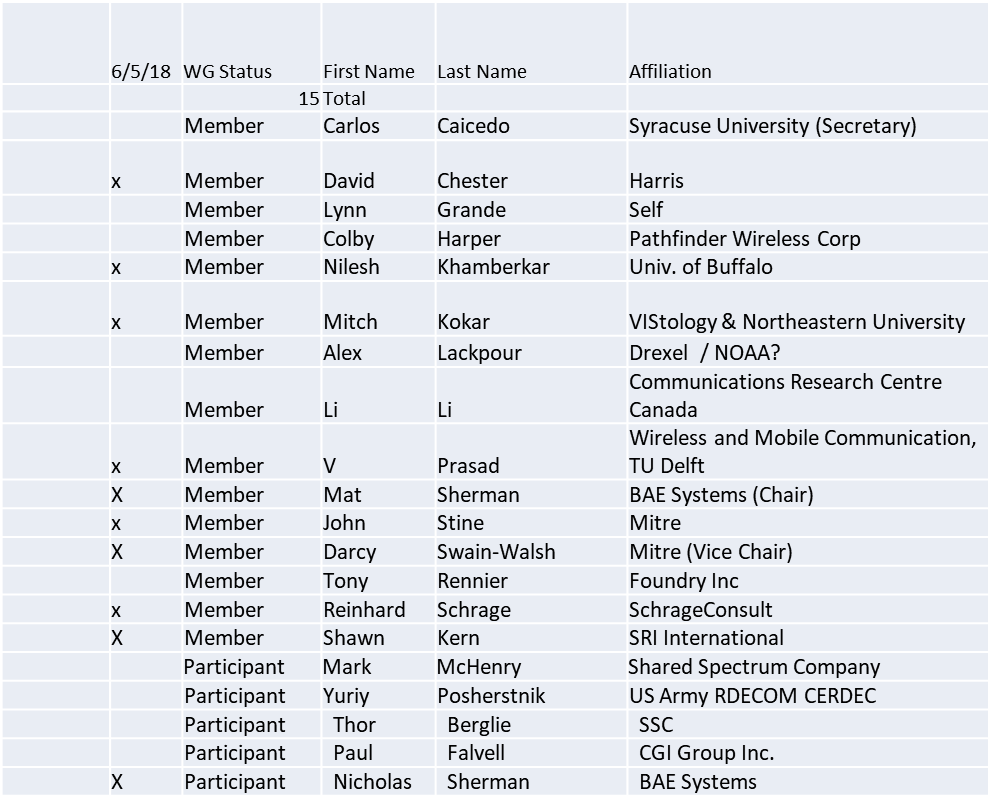 6/5/18 WG Status First Name Last Name Affiliation
15 Total
Member Carlos Caicedo Syracuse University (Secretary)
x Member David Chester Harris
Member Lynn Grande Self
Member Colby Harper Pathfinder Wireless Corp
x Member Nilesh Khamberkar Univ. of Buffalo
x Member Mitch Kokar VIStology & Northeastern University
Member Alex Lackpour Drexel / NOAA?
Communications Research Centre
Member Li Li Canada
Wireless and Mobile Communication,
x Member V Prasad TU Delft
X Member Mat Sherman BAE Systems (Chair)
x Member John Stine Mitre
X Member Darcy Swain-Walsh Mitre (Vice Chair)
Member Tony Rennier Foundry Inc
x Member Reinhard Schrage SchrageConsult
X Member Shawn Kern SRI International
Participant Mark McHenry Shared Spectrum Company
Participant Yuriy Posherstnik US Army RDECOM CERDEC
Participant Thor Berglie SSC
Participant Paul Falvell CGI Group Inc.
X Participant Nicholas Sherman BAE Systems